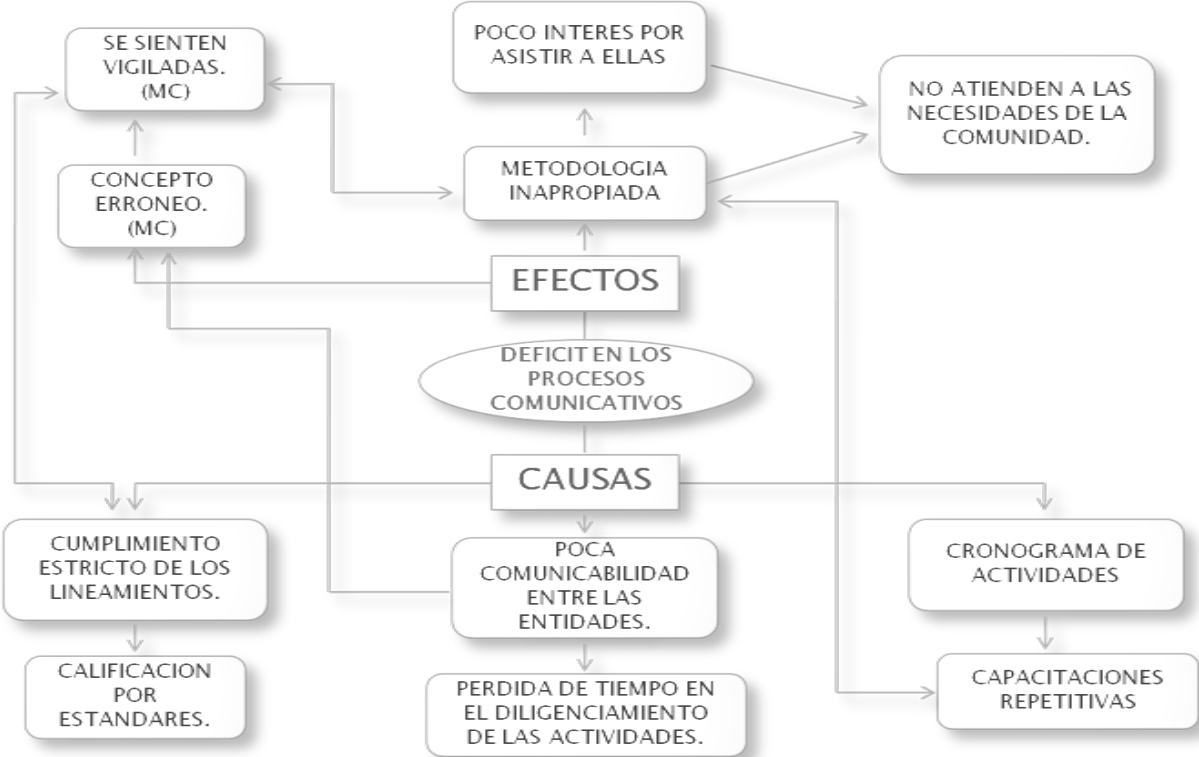 SE SIENTEN
VIGILADAS.
(MC)
POCO INTERES POR
ASISTIR A ELLAS
NO ATIENDEN A LAS
NECESIDADES DE LA
COMUNIDAD.
CONCEPTO
ERRONEO.
(MC)
METODOLOGIA
INAPROPIADA
EFECTOS
DEFICIT EN LOS
PROCESOS
COMUNICATIVOS
CAUSAS
CUMPLIMIENTO
ESTRICTO DE LOS
LINEAMIENTOS.
POCA
COMUNICABILIDAD
ENTRE LAS
ENTIDADES.
CRONOGRAMA DE
ACTIVIDADES
CALIFICACION
POR
ESTANDARES.
PERDIDA DE TIEMPO EN
EL DILIGENCIAMIENTO
DE LAS ACTIVIDADES.
CAPACITACIONES
REPETITIVAS